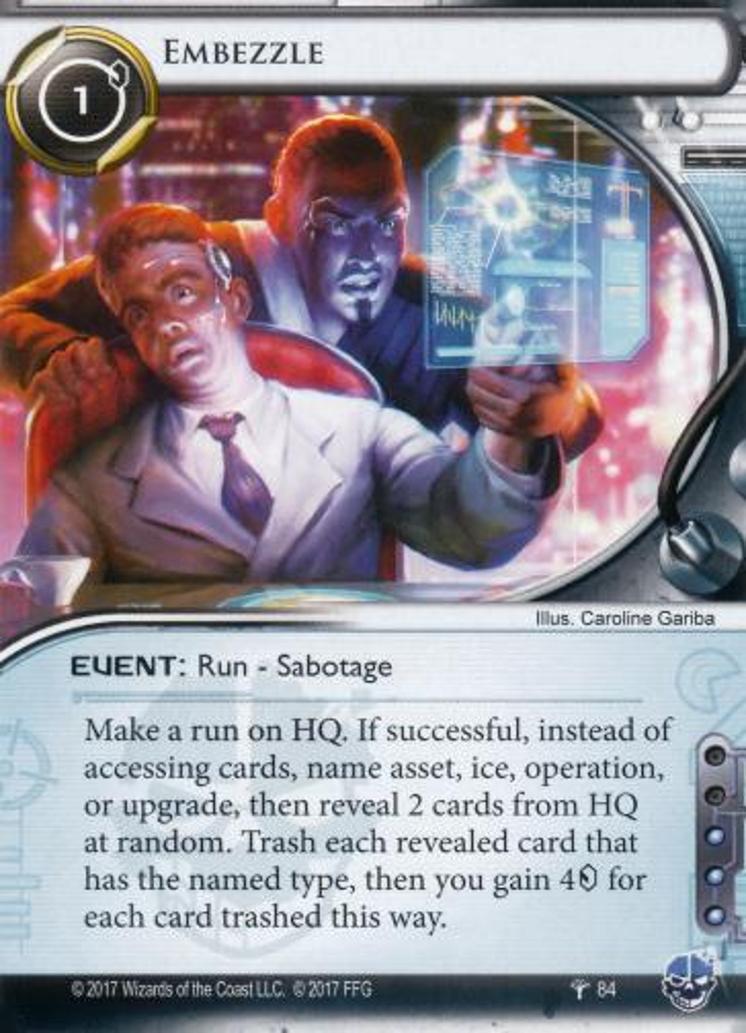 1
EMBEZZLE
Illus. Caroline Gariba
EVENT: Run - Sabotage
Make a run on HQ. If successful, instead of
accessing cards, name asset, ice, operation,
or upgrade, then reveal 2 cards from HQ
at random. Trash each revealed card that
has the named type, then you gain 4 for
each card trashed this way.
© 2017 Wizards of the Coast LLC. © 2017 FFG
84